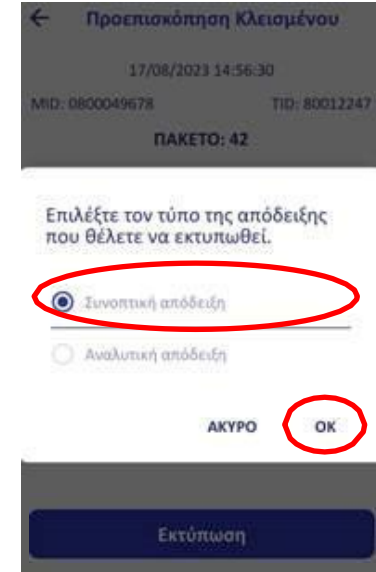 ← Προεπισκόπηση Κλεισμένου
17/08/2023 14:56:30
MID: 0800049678 TID: 80012247
ΠΑΚΕΤΟ: 42
Επιλέξτε τον τύπο της απόδειξης
που θέλετε να εκτυπωθεί.
Συνοπτική απόδειξη
Αναλυτική απόδειξη
ΑΚΥΡΟ ΟΚ
Εκτύπωση